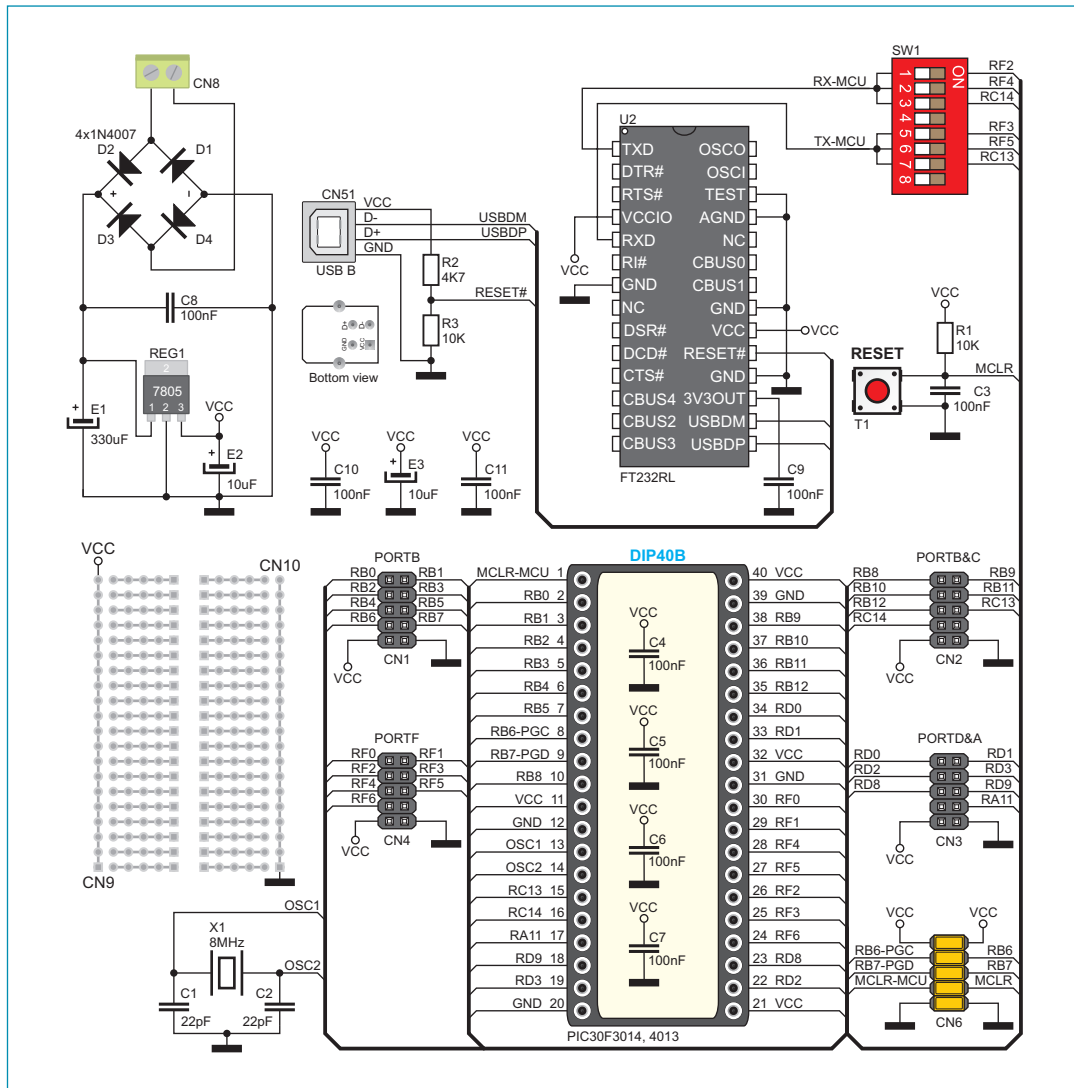 CN8
4x1N4007
D2
D1
+
-
D3
D4
C8
100nF
REG1
2
7805
1 2 3
VCC
+
E1
330uF
+
E2
10uF
CN51
VCC
D-
D+
GND
USB B
USBDM
USBDP
R2
4K7
RESET#
R3
10K
D+ D-
GND VCC
Bottom view
VCC
C10
100nF
VCC
+
E3
10uF
VCC
C11
100nF
U2
TXD
DTR#
RTS#
VCCIO
RXD
RI#
GND
NC
DSR#
DCD#
CTS#
CBUS4
CBUS2
CBUS3
OSCO
OSCI
TEST
AGND
NC
CBUS0
CBUS1
GND
VCC
RESET#
GND
3V3OUT
USBDM
USBDP
FT232RL
VCC
VCC
C9
100nF
SW1
ON
1
2
3
4
5
6
7
8
RX-MCU
TX-MCU
RF2
RF4
RC14
RF3
RF5
RC13
VCC
R1
10K
RESET
MCLR
C3
100nF
T1
VCC
CN10
CN9
PORTB
RB0 RB1
RB2 RB3
RB4 RB5
RB6 RB7
VCC
CN1
PORTF
RF0 RF1
RF2 RF3
RF4 RF5
RF6
VCC
CN4
OSC1
X1
8MHz
OSC2
C1
22pF
C2
22pF
DIP40B
MCLR-MCU 1
RB0 2
RB1 3
RB2 4
RB3 5
RB4 6
RB5 7
RB6-PGC 8
RB7-PGD 9
RB8 10
VCC 11
GND 12
OSC1 13
OSC2 14
RC13 15
RC14 16
RA11 17
RD9 18
RD3 19
GND 20
VCC
C4
100nF
VCC
C5
100nF
VCC
C6
100nF
VCC
C7
100nF
40 VCC
39 GND
38 RB9
37 RB10
36 RB11
35 RB12
34 RD0
33 RD1
32 VCC
31 GND
30 RF0
29 RF1
28 RF4
27 RF5
26 RF2
25 RF3
24 RF6
23 RD8
22 RD2
21 VCC
PIC30F3014, 4013
PORTB&C
RB8 RB9
RB10 RB11
RB12 RC13
RC14
VCC
CN2
PORTD&A
RD0 RD1
RD2 RD3
RD8 RD9
RA11
VCC
CN3
VCC VCC
RB6-PGC RB6
RB7-PGD RB7
MCLR-MCU MCLR
CN6